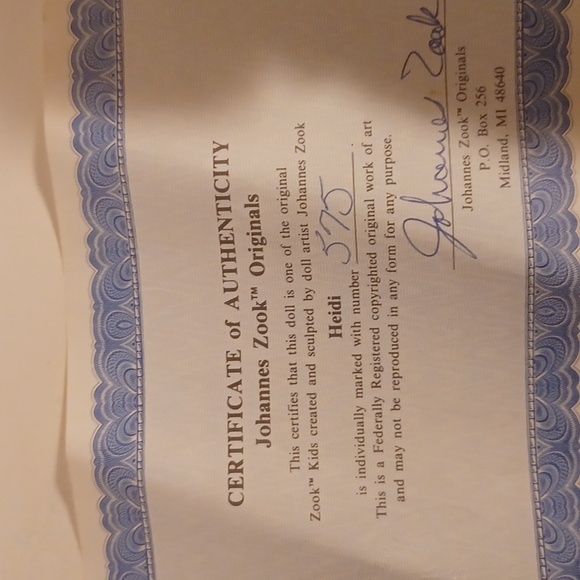 CERTIFICATE of AUTHENTICITY
Johannes Zook™ Originals
This certifies that this doll is one of the original
Zook™ Kids created and sculpted by doll artist Johannes Zook
Heidi
is individually marked with number 575.
This is a Federally Registered copyrighted original work of art
and may not be reproduced in any form for any purpose.
Johannes Zook
Johannes Zook™ Originals
P.O. Box 256
Midland, MI 48640